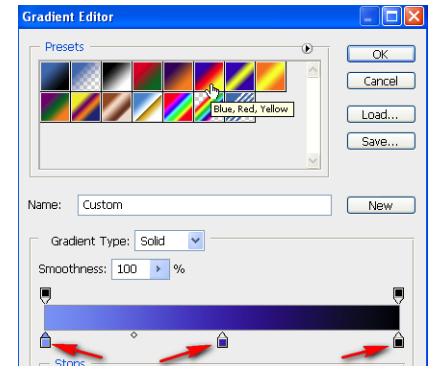 Gradient Editor
Presets
OK
Cancel
Load...
Save...
Blue, Red, Yellow
Name: Custom
New
Gradient Type: Solid
Smoothness: 100 %
Stops